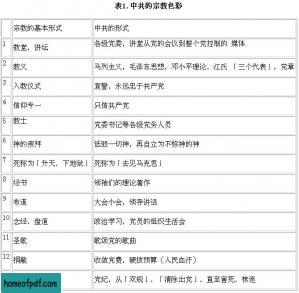 表1. 中共的宗教色彩
宗教的基本形式 中共的形式
1 教堂、讲坛 各级党委，讲堂从党的会议到整个党控制的 媒体
2 教义 马列主义，毛泽东思想，邓小平理论，江氏「三个代表」，党章
3 入教仪式 宣誓，永远忠于共产党
4 信仰专一 只信共产党
5 教士 党委书记等各级党务人员
6 神的崇拜 诋毁一切神，再自立为不称神的神
7 死称为「升天、下地狱」 死称为「去见马克思」
8 经书 领袖们的理论著作
9 布道 大会小会，领导讲话
10 念经、盘道 政治学习，党员的组织生活会
11 圣歌 歌颂党的歌曲
12 捐献 收缴党费，硬拨预算（人民血汗）
党纪，从「双规」、「清除出党」，直至害死、株连
homeofpdf.com